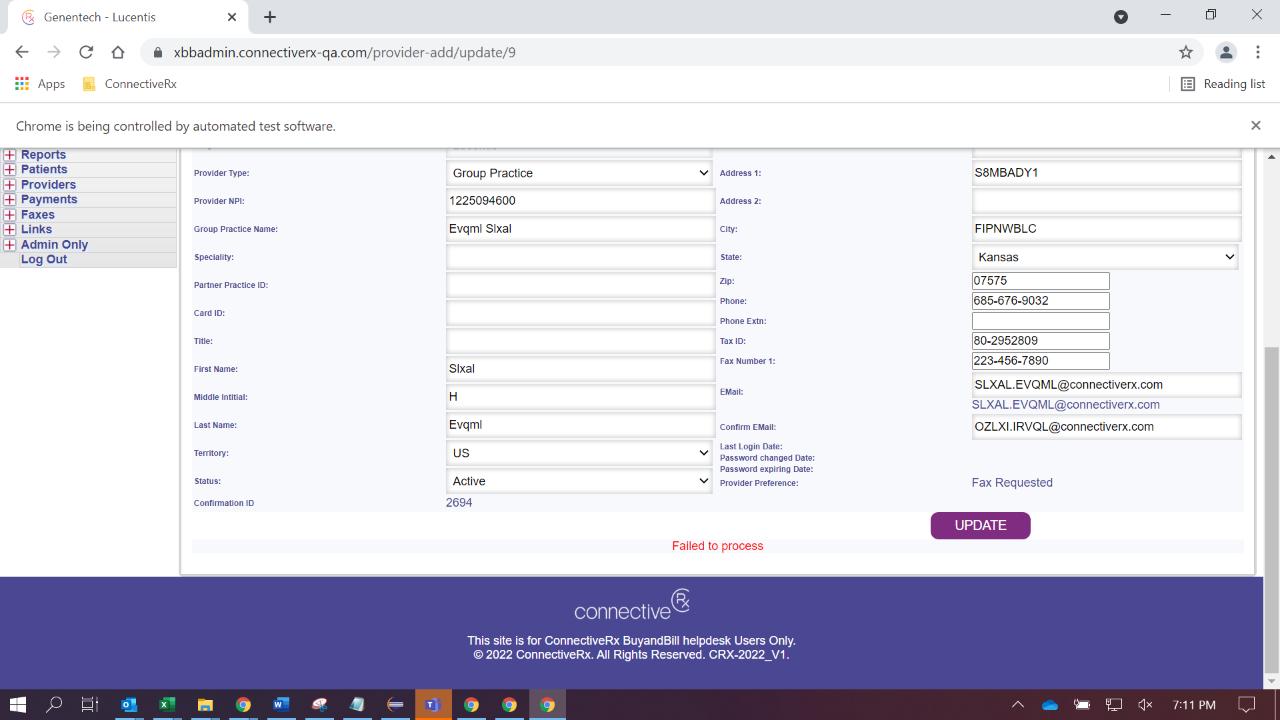 Genentech - Lucentis
xbbadmin.connectiverx-qa.com/provider-add/update/9
Apps ConnectiveRx Reading list
Chrome is being controlled by automated test software.
Reports
Patients
Providers
Payments
Faxes
Links
Admin Only
Log Out
Provider Type: Group Practice Address 1: S8MBADY1
Provider NPI: 1225094600 Address 2:
Group Practice Name: Evqml Slxal City: FIPNWBLC
Speciality: State: Kansas
Partner Practice ID: Zip: 07575
Phone: 685-676-9032
Card ID: Phone Extn:
Title: Tax ID: 80-2952809
First Name: Slxal Fax Number 1: 223-456-7890
Middle Intitial: H EMail: SLXAL.EVQML@connectiverx.com
SLXAL.EVQML@connectiverx.com
Last Name: Evqml Confirm EMail: OZLXI.IRVQL@connectiverx.com
Territory: US Last Login Date:
Password changed Date:
Password expiring Date:
Status: Active Provider Preference: Fax Requested
Confirmation ID 2694
UPDATE
Failed to process
connective Rx
This site is for ConnectiveRx BuyandBill helpdesk Users Only.
© 2022 ConnectiveRx. All Rights Reserved. CRX-2022_V1.
7:11 PM